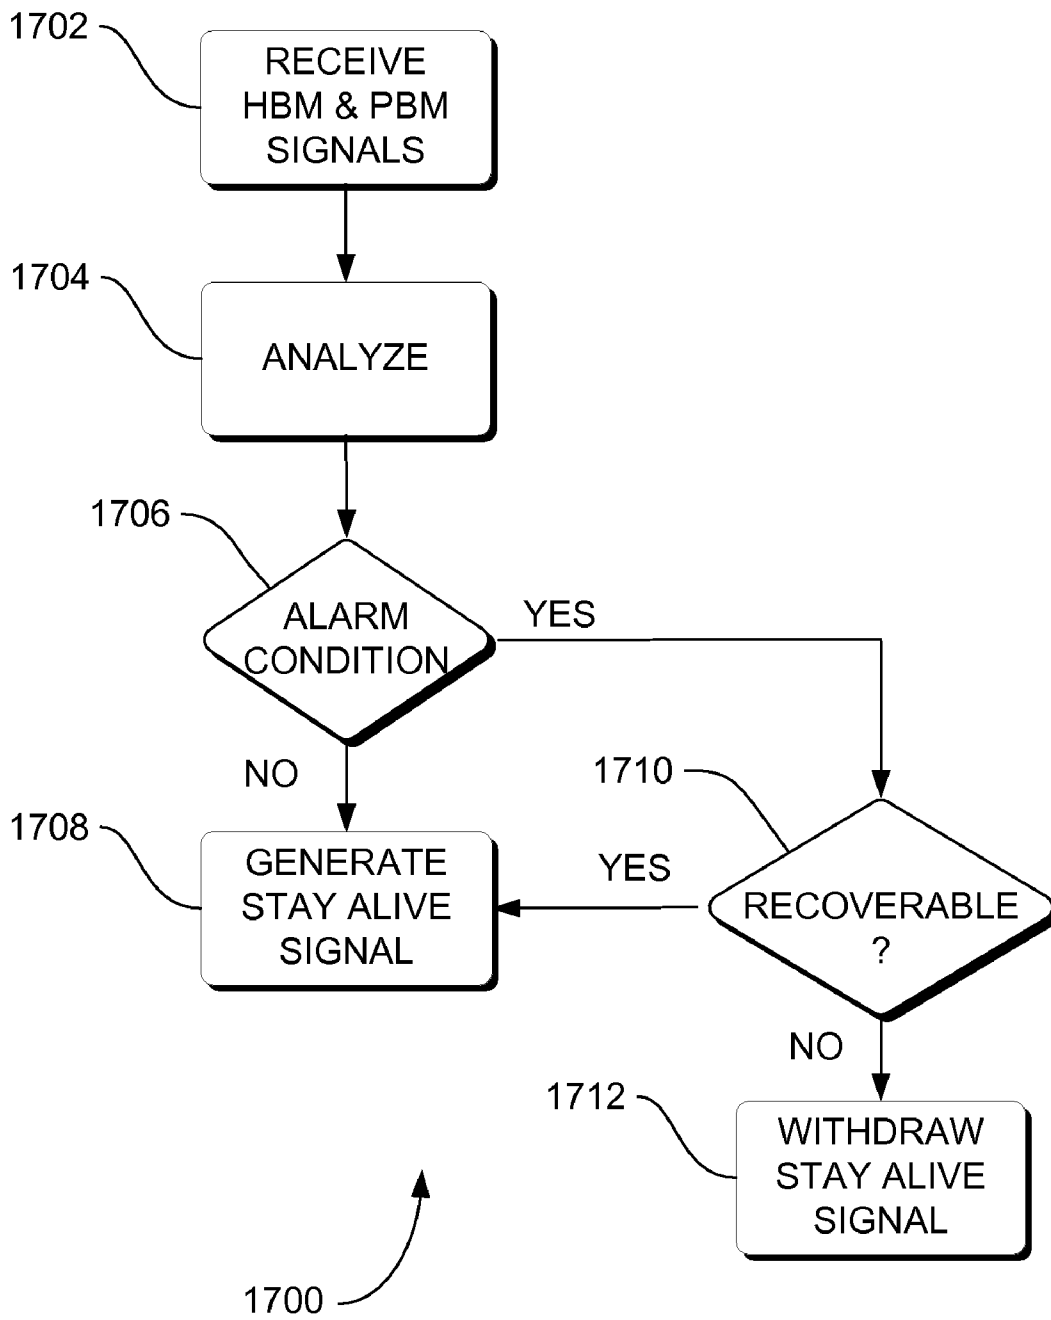 1702
RECEIVE
HBM & PBM
SIGNALS
1704
ANALYZE
1706
ALARM
CONDITION
YES
NO
1708
GENERATE
STAY ALIVE
SIGNAL
1710
YES
RECOVERABLE
?
NO
1712
WITHDRAW
STAY ALIVE
SIGNAL
1700